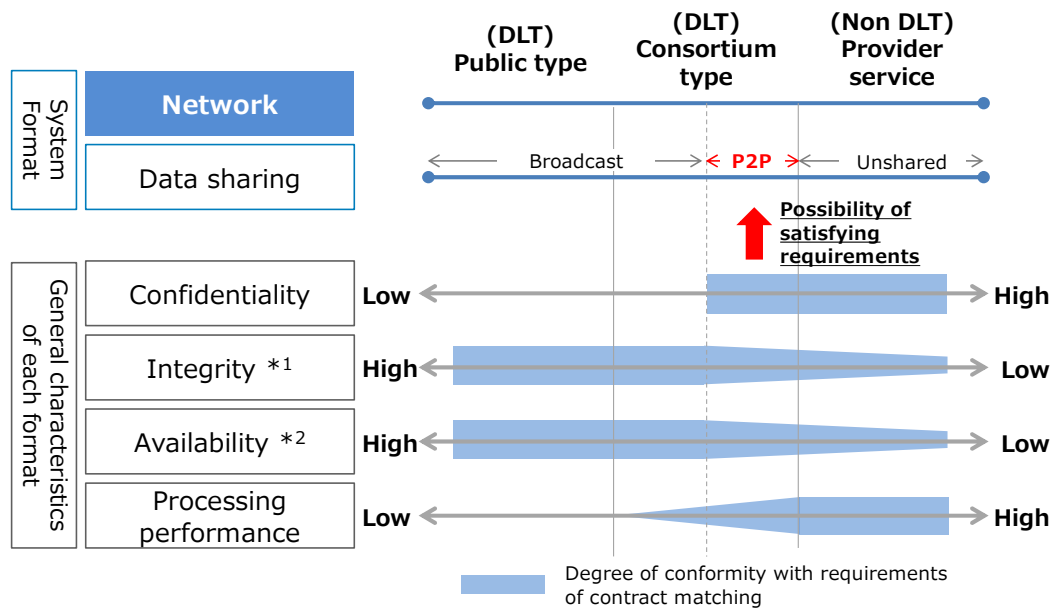 (DLT)
Public type
(DLT)
Consortium
type
(Non DLT)
Provider
service
System
Format
Network
Data sharing
Broadcast
P2P
Unshared
Possibility of
satisfying
requirements
General characteristics
of each format
Confidentiality
Low
High
Integrity *1
High
Low
Availability *2
High
Low
Processing
performance
Low
High
Degree of conformity with requirements
of contract matching